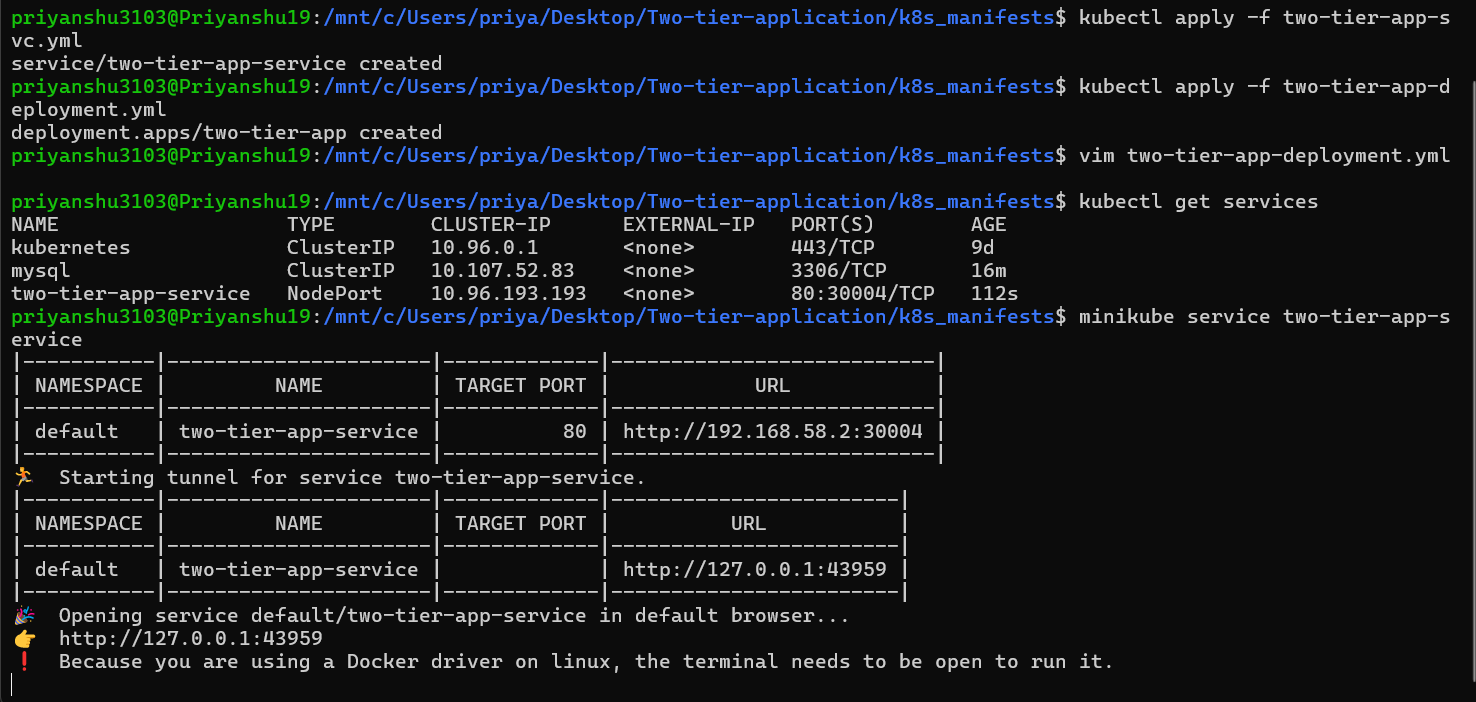 priyanshu3103@Priyanshu19:/mnt/c/Users/priya/Desktop/Two-tier-application/k8s_manifests$ kubectl apply -f two-tier-app-s
vc.yml
service/two-tier-app-service created
priyanshu3103@Priyanshu19:/mnt/c/Users/priya/Desktop/Two-tier-application/k8s_manifests$ kubectl apply -f two-tier-app-d
eployment.yml
deployment.apps/two-tier-app created
priyanshu3103@Priyanshu19:/mnt/c/Users/priya/Desktop/Two-tier-application/k8s_manifests$ vim two-tier-app-deployment.yml
priyanshu3103@Priyanshu19:/mnt/c/Users/priya/Desktop/Two-tier-application/k8s_manifests$ kubectl get services
NAME                   TYPE        CLUSTER-IP      EXTERNAL-IP   PORT(S)        AGE
kubernetes             ClusterIP   10.96.0.1       <none>        443/TCP        9d
mysql                  ClusterIP   10.107.52.83    <none>        3306/TCP       16m
two-tier-app-service   NodePort    10.96.193.193   <none>        80:30004/TCP   112s
priyanshu3103@Priyanshu19:/mnt/c/Users/priya/Desktop/Two-tier-application/k8s_manifests$ minikube service two-tier-app-s
ervice
|-----------|----------------------|-------------|---------------------------|
| NAMESPACE |         NAME         | TARGET PORT |            URL            |
|-----------|----------------------|-------------|---------------------------|
| default   | two-tier-app-service |          80 | http://192.168.58.2:30004 |
|-----------|----------------------|-------------|---------------------------|
🏃  Starting tunnel for service two-tier-app-service.
|-----------|----------------------|-------------|------------------------|
| NAMESPACE |         NAME         | TARGET PORT |          URL           |
|-----------|----------------------|-------------|------------------------|
| default   | two-tier-app-service |             | http://127.0.0.1:43959 |
|-----------|----------------------|-------------|------------------------|
🎉  Opening service default/two-tier-app-service in default browser...
👉  http://127.0.0.1:43959
❗  Because you are using a Docker driver on linux, the terminal needs to be open to run it.